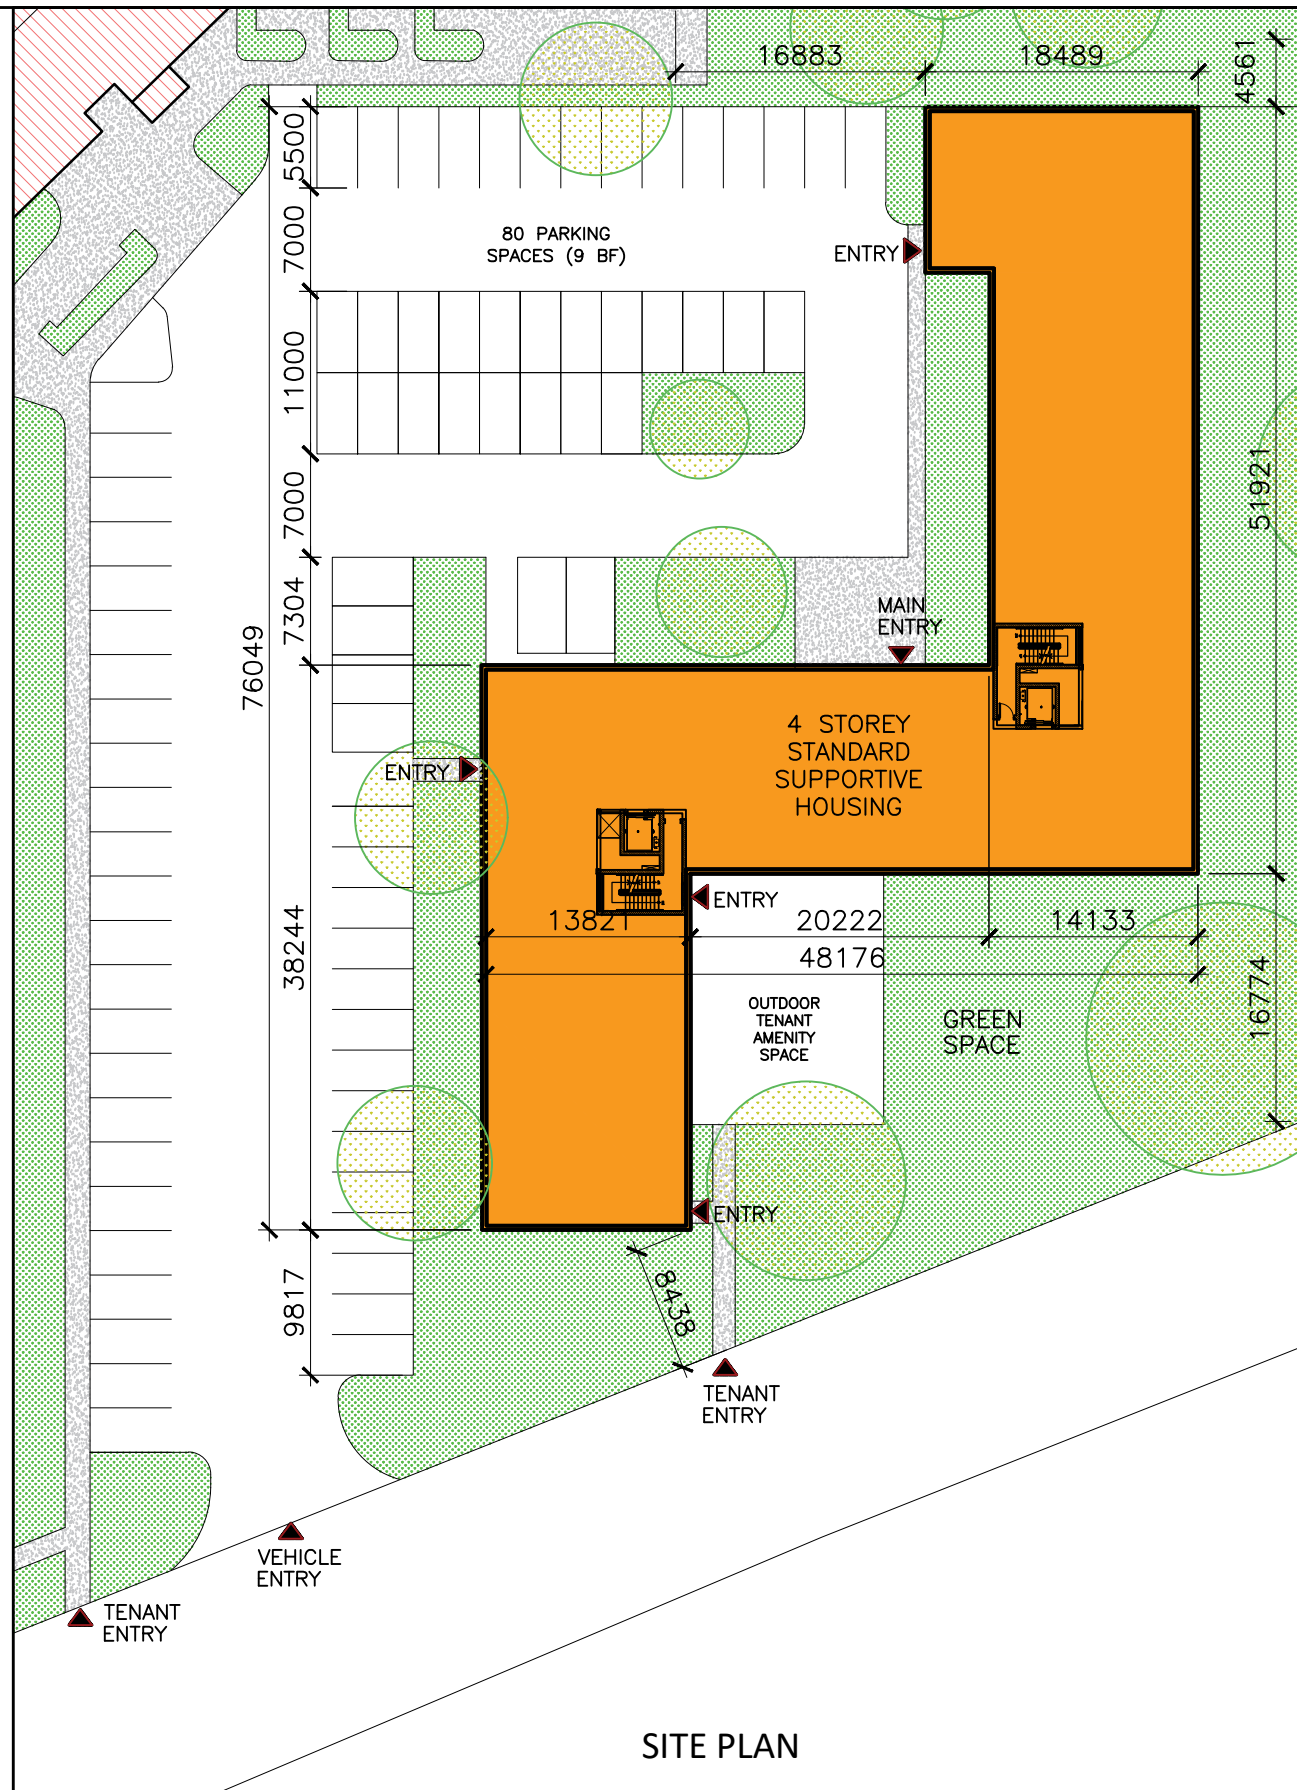 16883
18489
4561
5500
7000
80 PARKING
SPACES (9 BF)
ENTRY
11000
7000
51921
7304
MAIN
ENTRY
76049
4 STOREY
STANDARD
SUPPORTIVE
HOUSING
ENTRY
ENTRY
13821
20222
14133
48176
38244
16774
OUTDOOR
TENANT
AMENITY
SPACE
GREEN
SPACE
ENTRY
9817
8438
TENANT
ENTRY
VEHICLE
ENTRY
TENANT
ENTRY
SITE PLAN